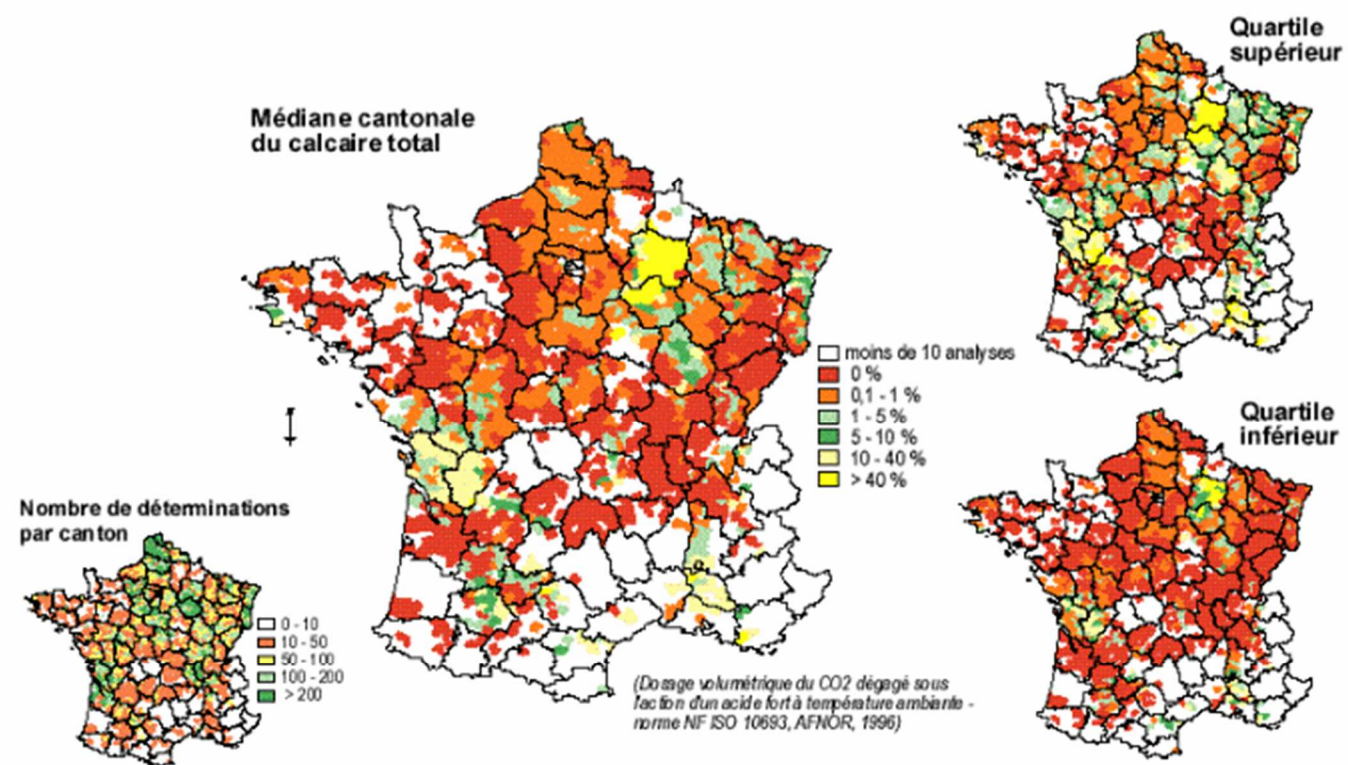 Médiane cantonale
du calcaire total
Quartile
supérieur
moins de 10 analyses
0 %
0,1 - 1 %
1 - 5 %
5 - 10 %
10 - 40 %
> 40 %
Quartile
inférieur
Nombre de déterminations
par canton
0 - 10
10 - 50
50 - 100
100 - 200
> 200
(Dosage volumétrique du CO2 dégagé sous
l'action d'un acide fort à température ambiante -
norme NF ISO 10693, AFNOR, 1996)